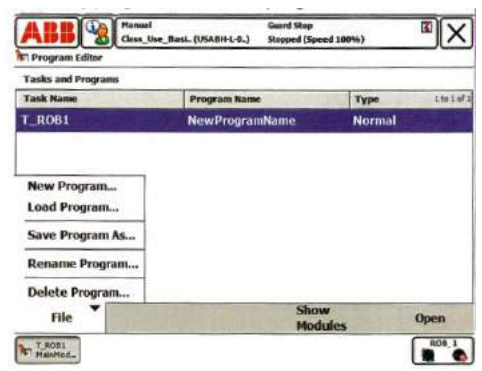 ABB
Manual
Class_Use_Basi.. (USABH-L-0..)
Guard Stop
Stopped (Speed 100%)
Program Editor
Tasks and Programs
Task Name Program Name Type 1 to 1 of 1
T_ROB1 NewProgramName Normal
New Program...
Load Program...
Save Program As...
Rename Program...
Delete Program...
File Show Modules Open
T_ROB1
MainMod..
ROB_1